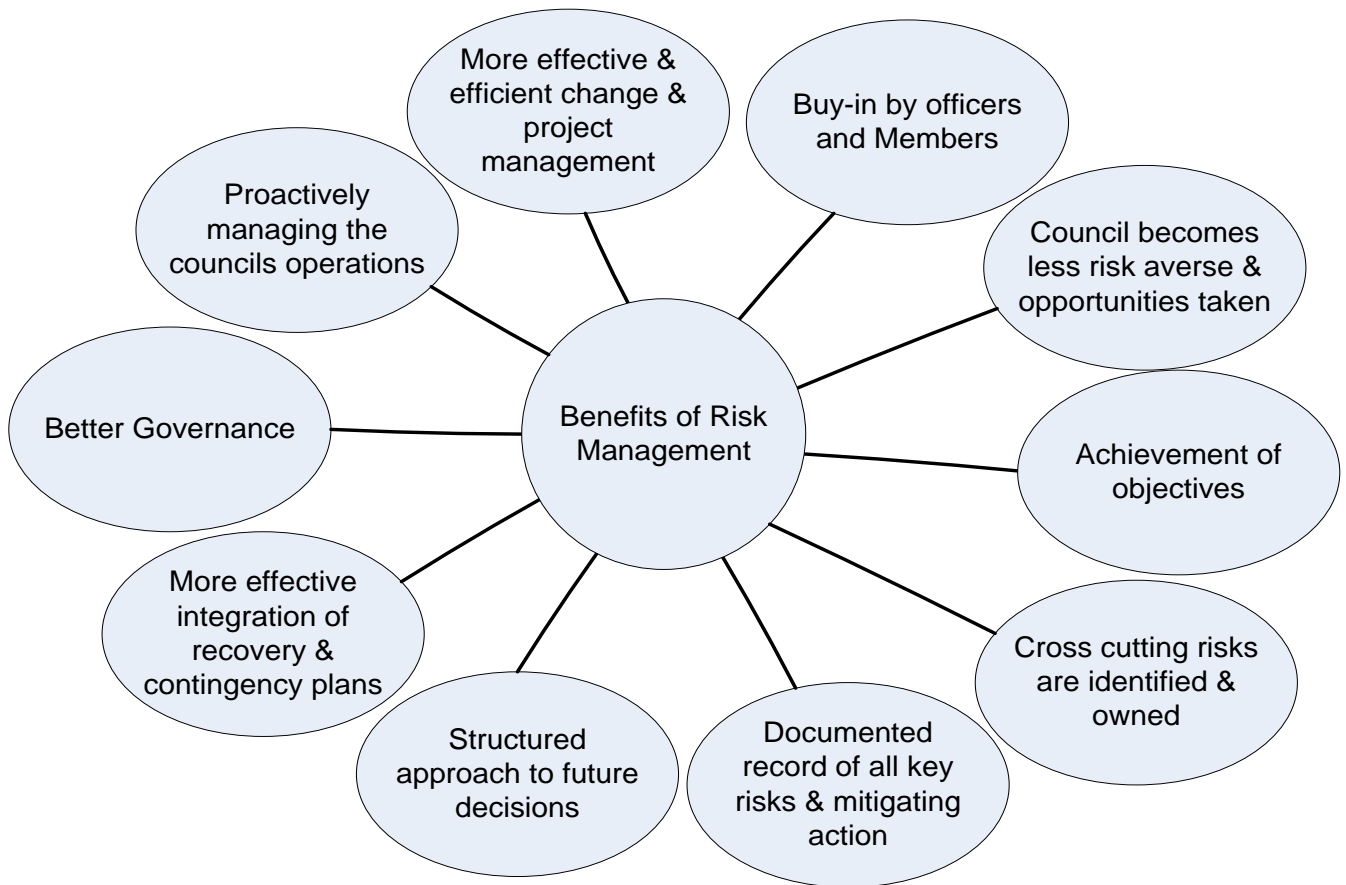 More effective &
efficient change &
project
management
Buy-in by officers
and Members
Proactively
managing the
councils operations
Council becomes
less risk averse &
opportunities taken
Better Governance
Benefits of Risk
Management
Achievement of
objectives
More effective
integration of
recovery &
contingency plans
Cross cutting risks
are identified &
owned
Structured
approach to future
decisions
Documented
record of all key
risks & mitigating
action